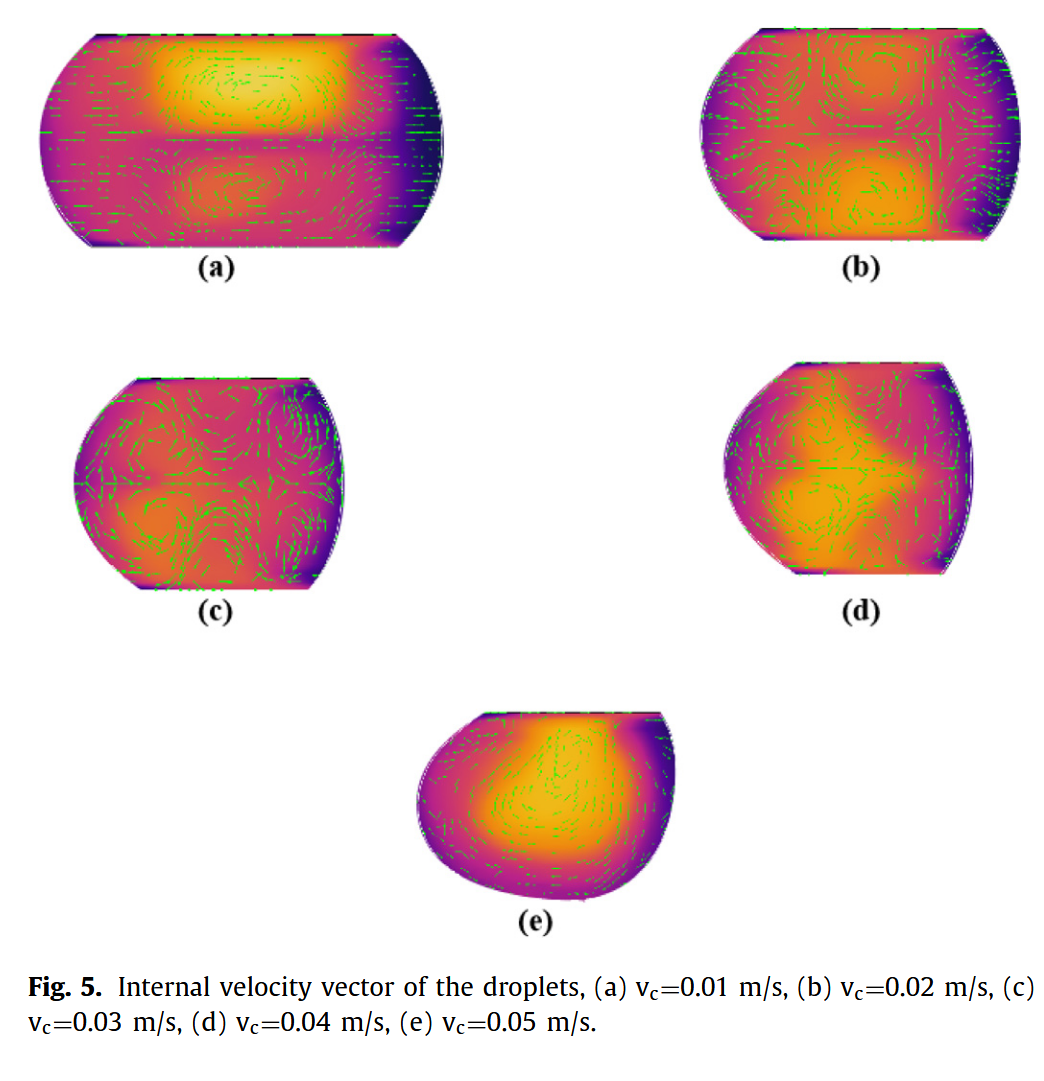 (a)
(b)
(c)
(d)
(e)
Fig. 5. Internal velocity vector of the droplets, (a) vc=0.01 m/s, (b) vc=0.02 m/s, (c)
vc=0.03 m/s, (d) vc=0.04 m/s, (e) vc=0.05 m/s.